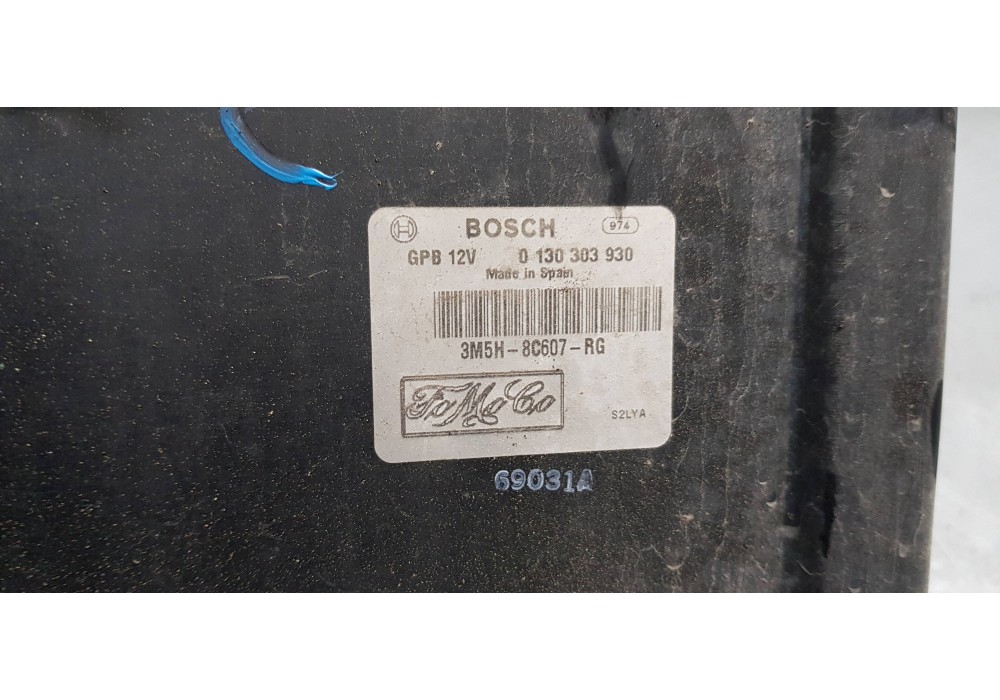 BOSCH 974
GPB 12V 0 130 303 930
Made in Spain
3M5H-8C607-RG
FoMoCo
S2LYA
69031A